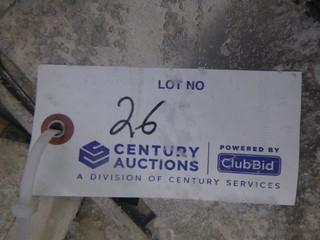 LOT NO
26
CENTURY AUCTIONS
POWERED BY ClubBid
A DIVISION OF CENTURY SERVICES